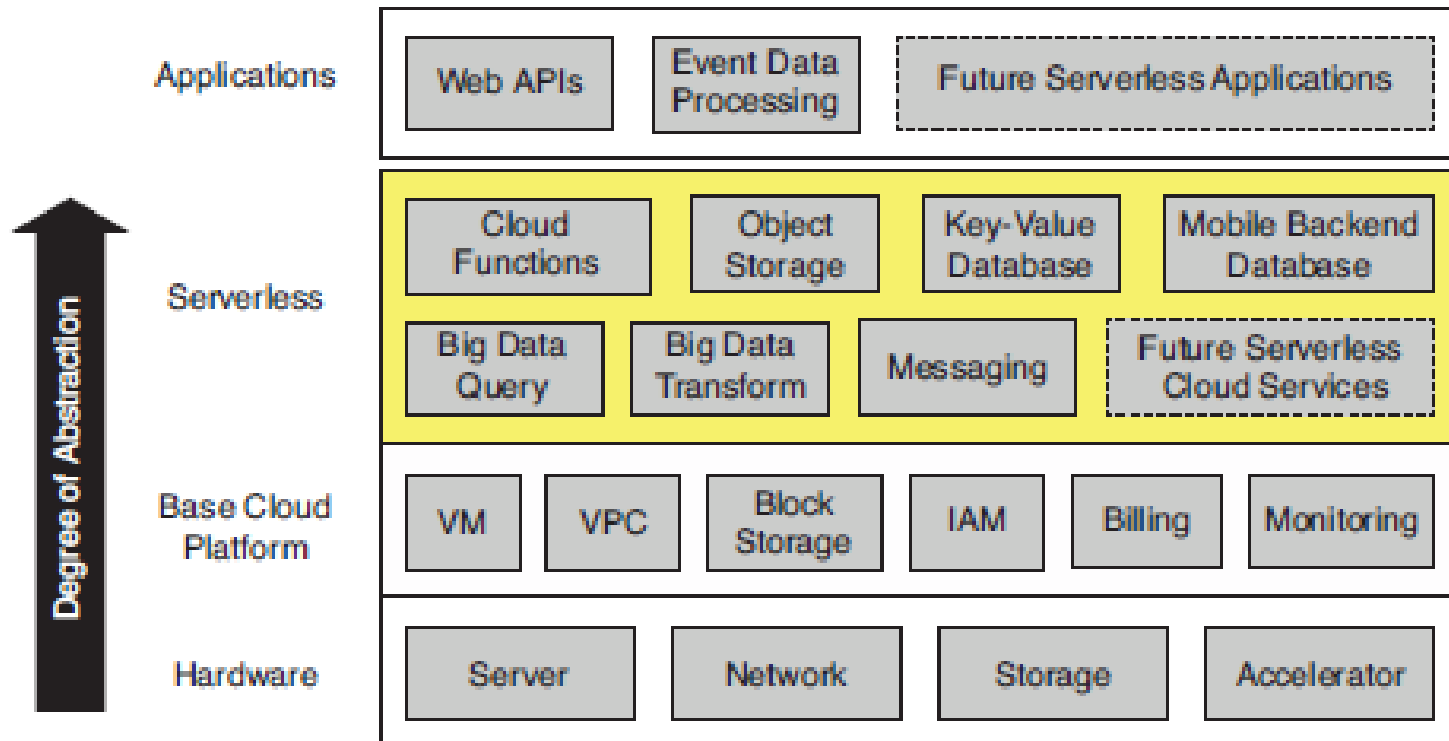 Applications
Web APIs
Event Data
Processing
Future Serverless Applications
Serverless
Cloud
Functions
Object
Storage
Key-Value
Database
Mobile Backend
Database
Big Data
Query
Big Data
Transform
Messaging
Future Serverless
Cloud Services
Base Cloud
Platform
VM
VPC
Block
Storage
IAM
Billing
Monitoring
Hardware
Server
Network
Storage
Accelerator
Degree of Abstraction